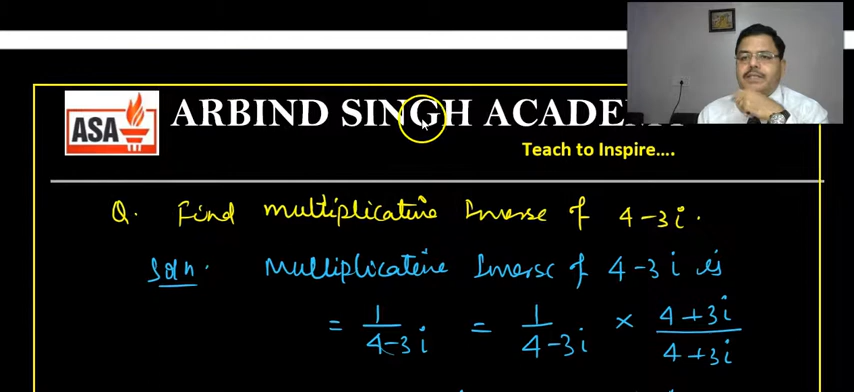 ASA
ARBIND SINGH ACADEM
Teach to Inspire....
Q. Find multiplicative Inverse of 4-3i.
Soln. Multiplicative Inverse of 4-3i is
= 1/4-3i = 1/4-3i × 4+3i/4+3i